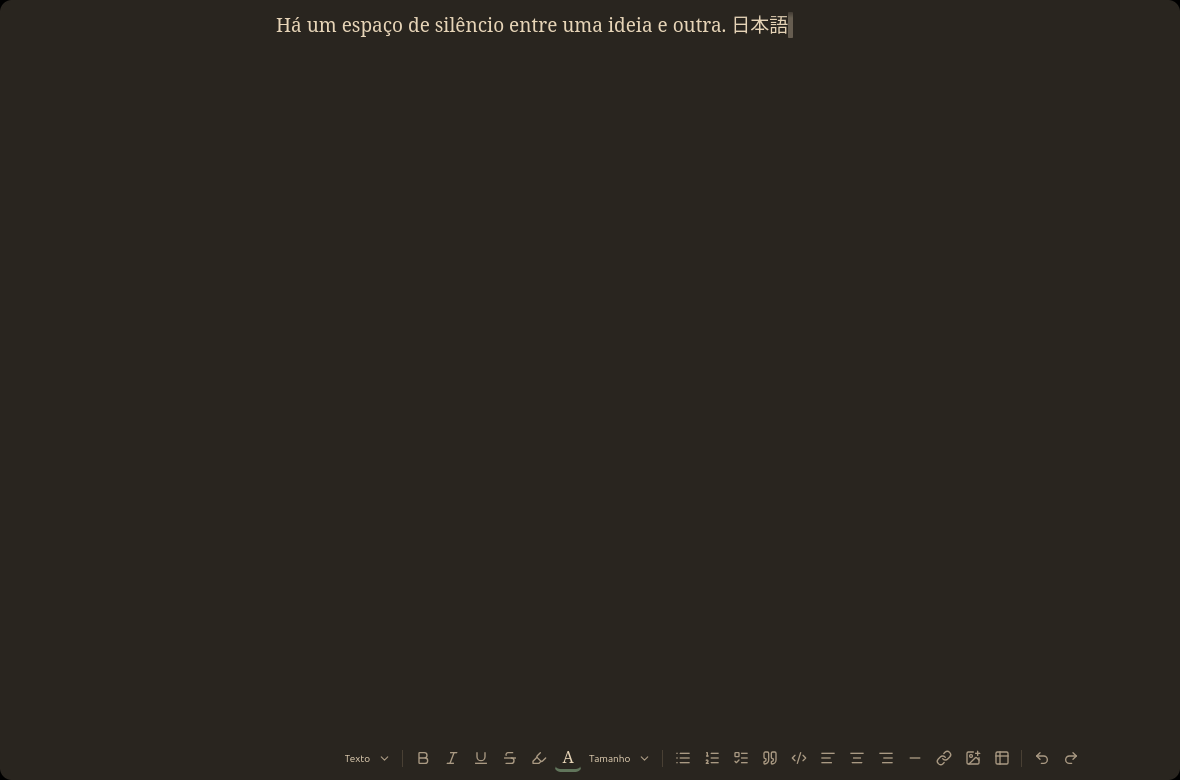 Há um espaço de silêncio entre uma ideia e outra. 日本語
Texto A Tamanho